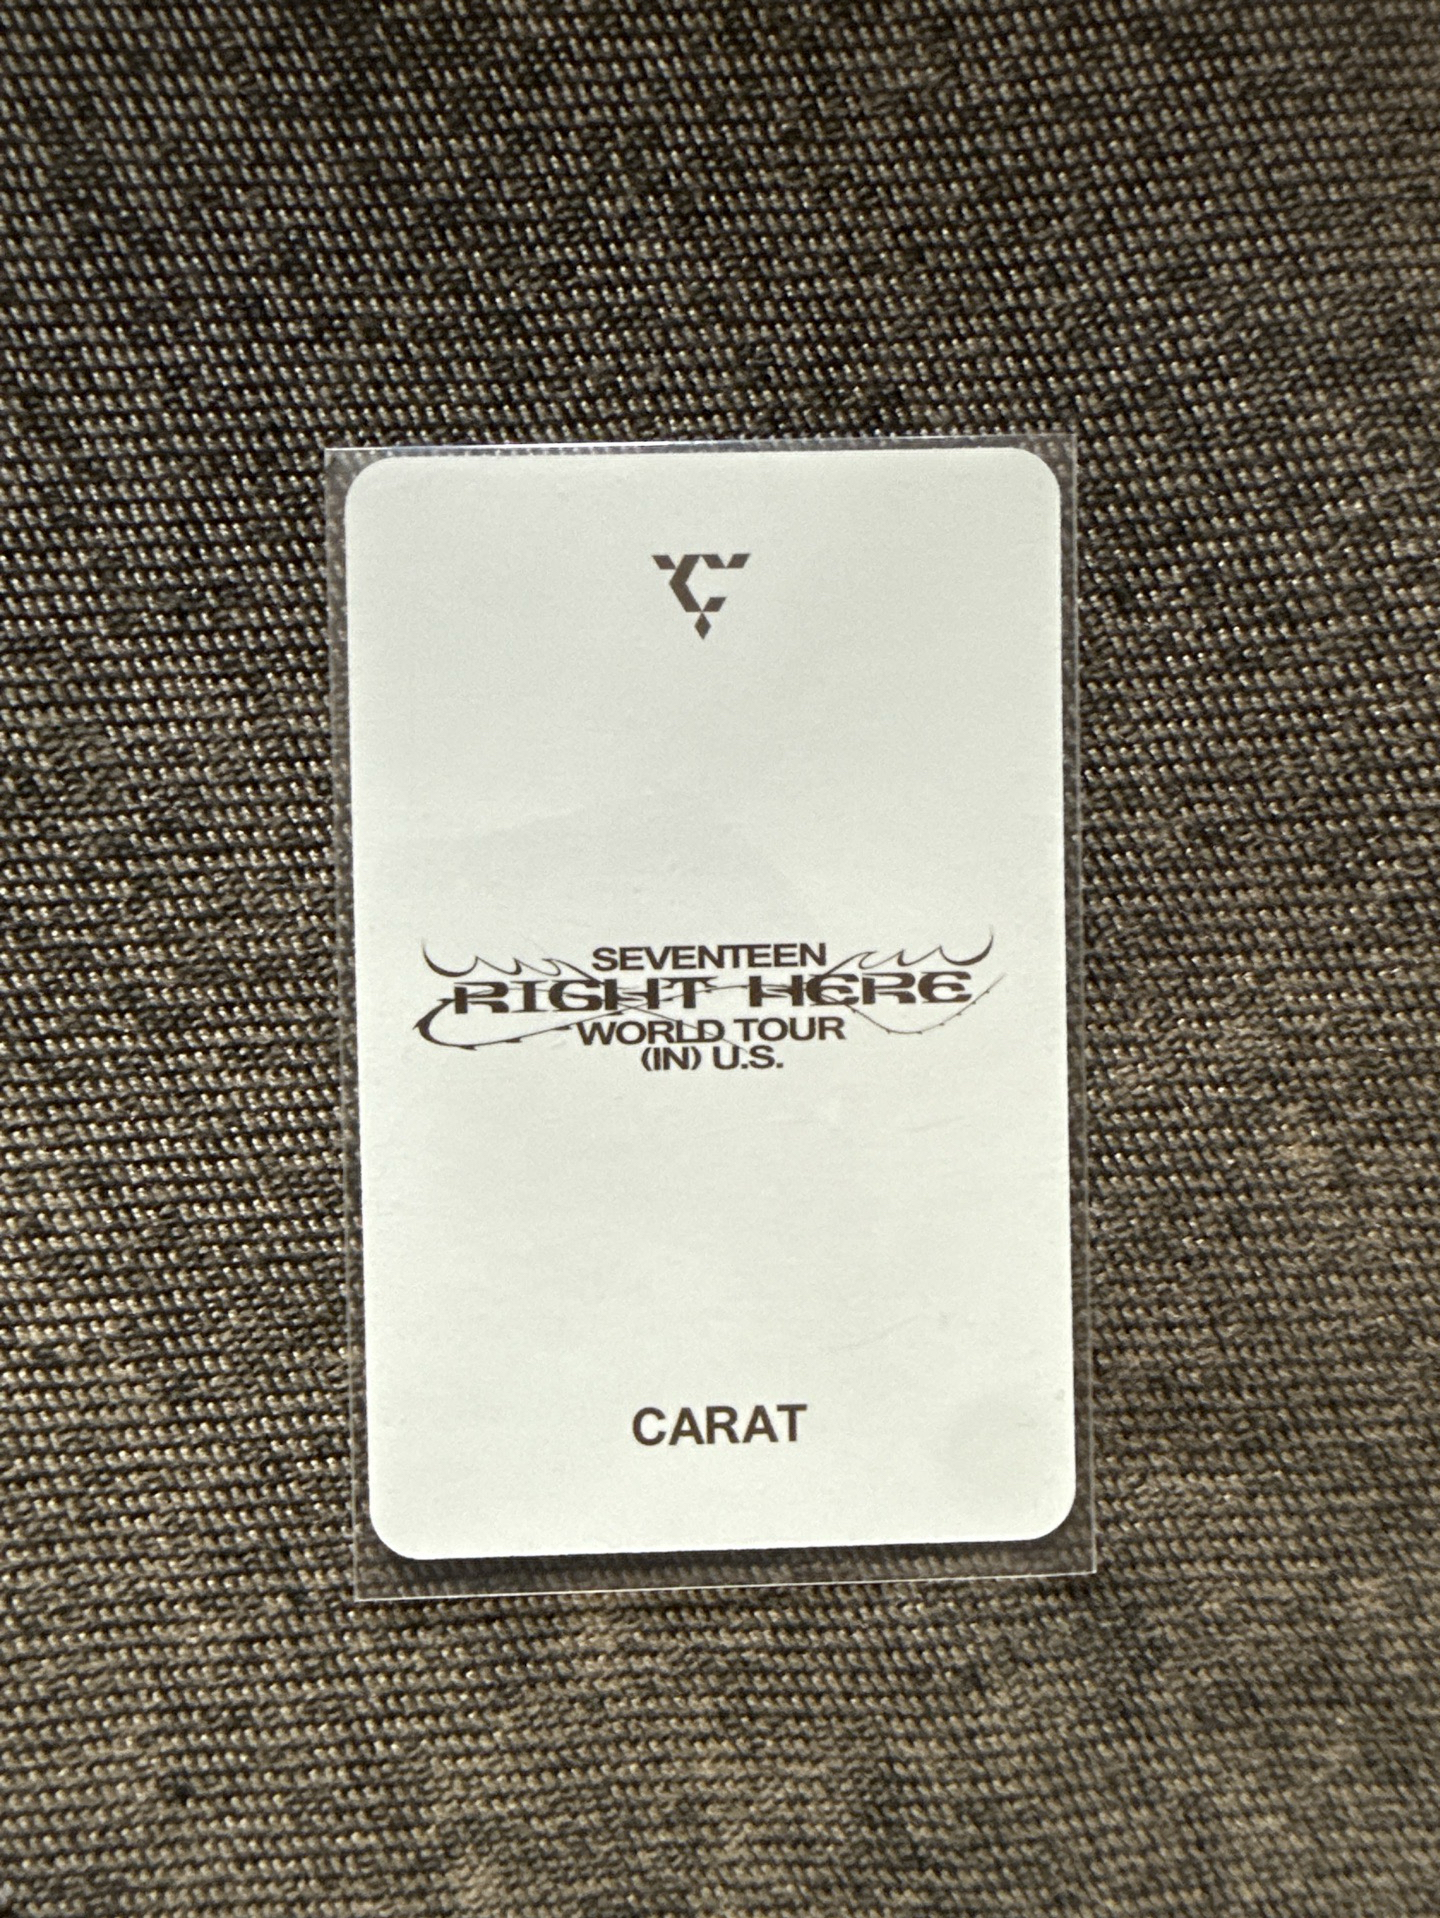 SEVENTEEN
RIGHT HERE
WORLD TOUR
(IN) U.S.
CARAT